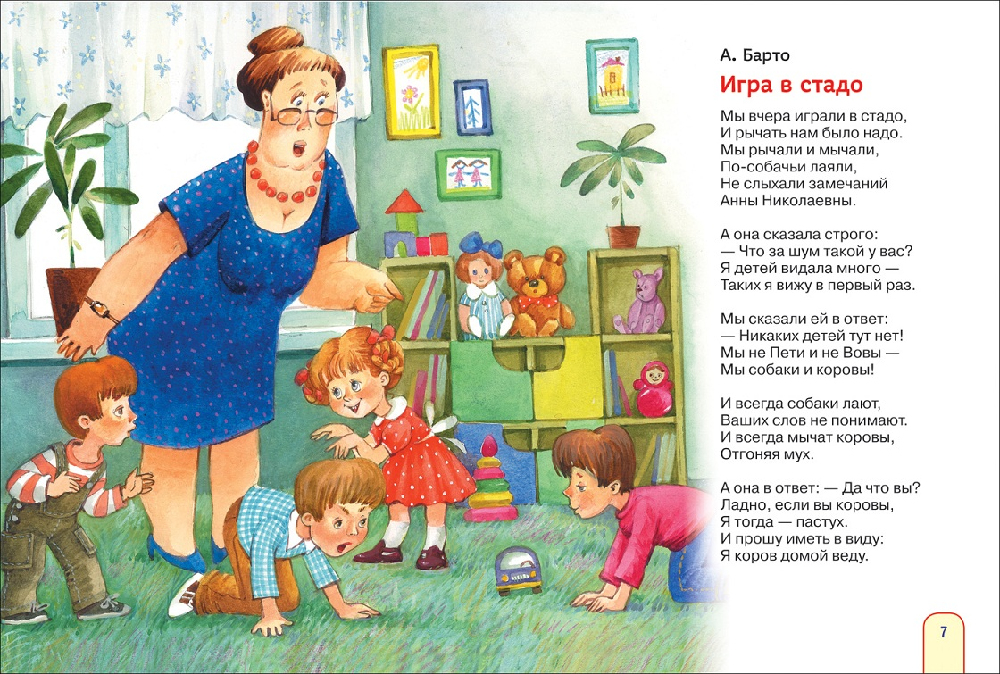 А. Барто
Игра в стадо
Мы вчера играли в стадо,
И рычать нам было надо.
Мы рычали и мычали,
По-собачьи лаяли,
Не слыхали замечаний
Анны Николаевны.
А она сказала строго:
— Что за шум такой у вас?
Я детей видала много —
Таких я вижу в первый раз.
Мы сказали ей в ответ:
— Никаких детей тут нет!
Мы не Пети и не Вовы —
Мы собаки и коровы!
И всегда собаки лают,
Ваших слов не понимают.
И всегда мычат коровы,
Отгоняя мух.
А она в ответ: — Да что вы?
Ладно, если вы коровы,
Я тогда — пастух.
И прошу иметь в виду:
Я коров домой веду.
7